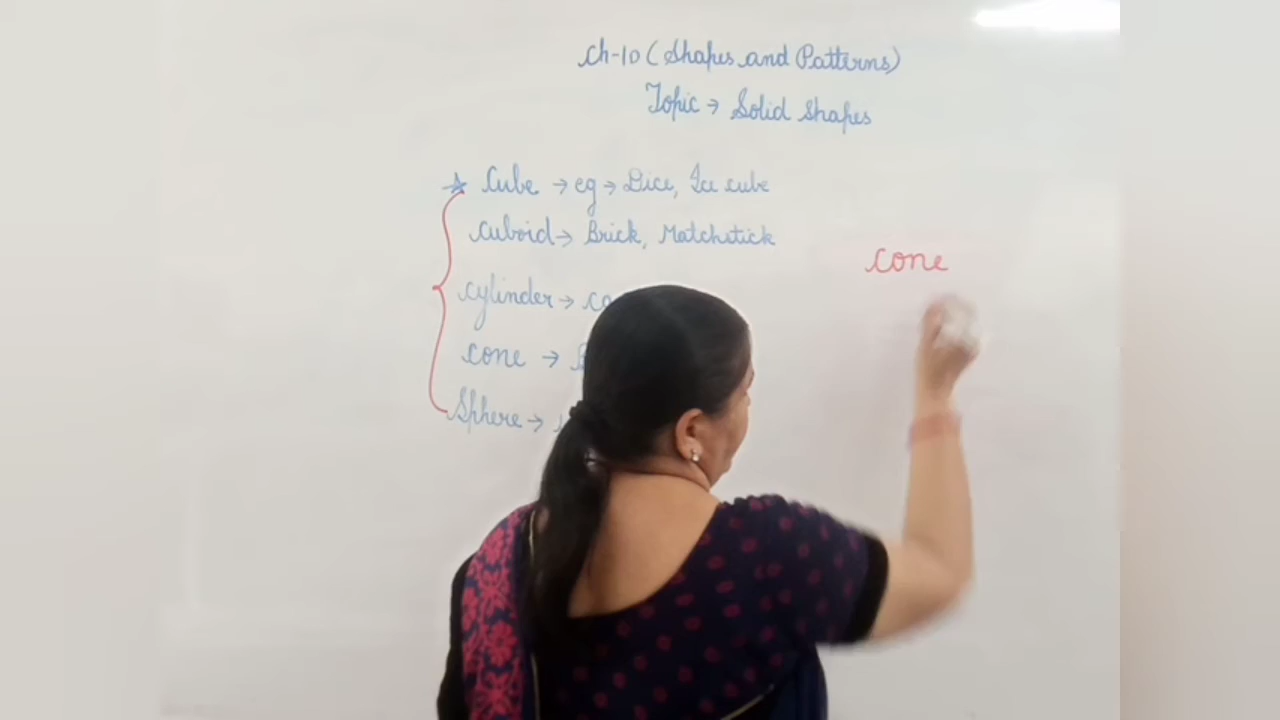 Ch-10 (Shapes and Patterns)
Topic → Solid Shapes
☆ Cube → eg → Dice, Ice cube
Cuboid → Brick, Matchstick
cone
Cylinder →
cone →
Sphere →